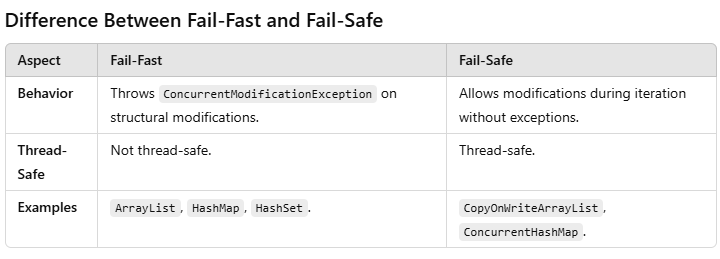 Difference Between Fail-Fast and Fail-Safe
Aspect Fail-Fast Fail-Safe
Behavior Throws ConcurrentModificationException on Allows modifications during iteration
structural modifications. without exceptions.
Thread- Not thread-safe. Thread-safe.
Safe
Examples ArrayList, HashMap, HashSet. CopyOnWriteArrayList,
ConcurrentHashMap.